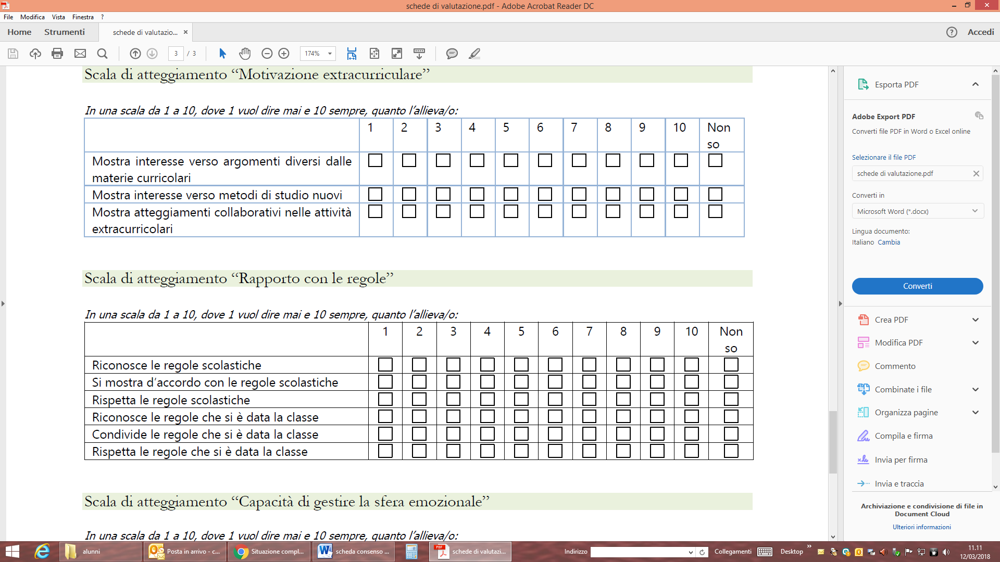 schede di valutazione.pdf - Adobe Acrobat Reader DC
File Modifica Vista Finestra ?
Home Strumenti schede di valutazio... × ? Accedi
3 / 3 174%
Scala di atteggiamento “Motivazione extracurriculare”
In una scala da 1 a 10, dove 1 vuol dire mai e 10 sempre, quanto l’allieva/o:
1 2 3 4 5 6 7 8 9 10 Non
so
Mostra interesse verso argomenti diversi dalle
materie curricolari
Mostra interesse verso metodi di studio nuovi
Mostra atteggiamenti collaborativi nelle attività
extracurricolari
Scala di atteggiamento “Rapporto con le regole”
In una scala da 1 a 10, dove 1 vuol dire mai e 10 sempre, quanto l’allieva/o:
1 2 3 4 5 6 7 8 9 10 Non
so
Riconosce le regole scolastiche
Si mostra d’accordo con le regole scolastiche
Rispetta le regole scolastiche
Riconosce le regole che si è data la classe
Condivide le regole che si è data la classe
Rispetta le regole che si è data la classe
Scala di atteggiamento “Capacità di gestire la sfera emozionale”
In una scala da 1 a 10, dove 1 vuol dire mai e 10 sempre, quanto l’allieva/o:
Esporta PDF
Adobe Export PDF
Converti file PDF in Word o Excel online
Selezionare il file PDF
schede di valutazione.pdf
Converti in
Microsoft Word (*.docx)
Lingua documento:
Italiano Cambia
Converti
Crea PDF
Modifica PDF
Commento
Combinate i file
Organizza pagine
Compila e firma
Invia per firma
Invia e traccia
Archiviazione e condivisione di file in
Document Cloud
Ulteriori informazioni
alunni
Posta in arrivo - c...
Situazione compl...
scheda consenso ...
schede di valutazi...
Indirizzo
Collegamenti
Desktop
11.11
12/03/2018